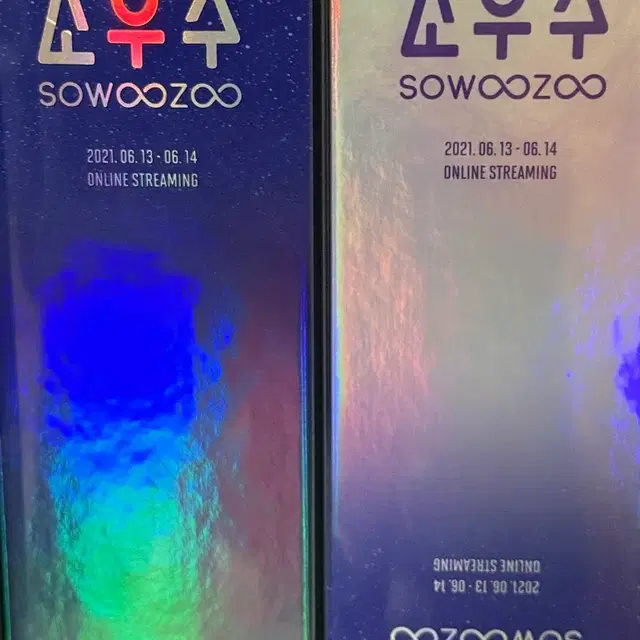 소우주
SOWOOZOO
2021. 06. 13 - 06. 14
ONLINE STREAMING
소우주
SOWOOZOO
2021. 06. 13 - 06. 14
ONLINE STREAMING
SOWOOZOO
2021. 06. 13 - 06. 14
ONLINE STREAMING